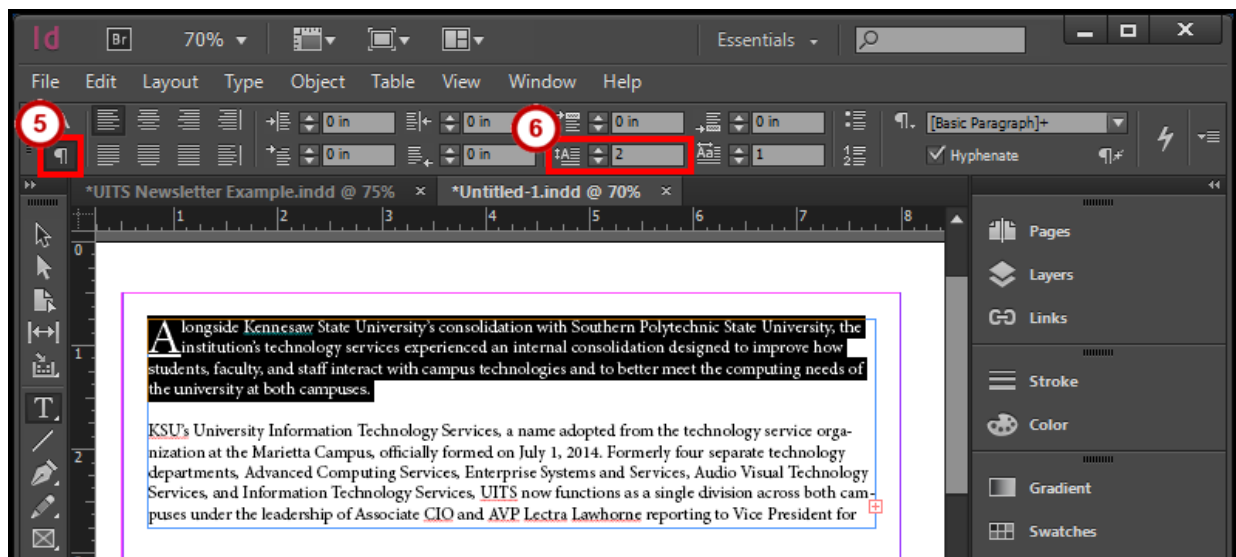 Id Br 70% Essentials
File Edit Layout Type Object Table View Window Help
5 0 in 0 in 6 0 in 0 in [Basic Paragraph]+
¶ 0 in 0 in 2 1 Hyphenate
*UITS Newsletter Example.indd @ 75% × *Untitled-1.indd @ 70% ×
1 2 3 4 5 6 7 8
0
Pages
Layers
Links
Alongside Kennesaw State University's consolidation with Southern Polytechnic State University, the
institution's technology services experienced an internal consolidation designed to improve how
1
students, faculty, and staff interact with campus technologies and to better meet the computing needs of
the university at both campuses.
Stroke
Color
KSU's University Information Technology Services, a name adopted from the technology service orga-
nization at the Marietta Campus, officially formed on July 1, 2014. Formerly four separate technology
2
departments, Advanced Computing Services, Enterprise Systems and Services, Audio Visual Technology
Services, and Information Technology Services, UITS now functions as a single division across both cam-
puses under the leadership of Associate CIO and AVP Lectra Lawhorne reporting to Vice President for
Gradient
Swatches